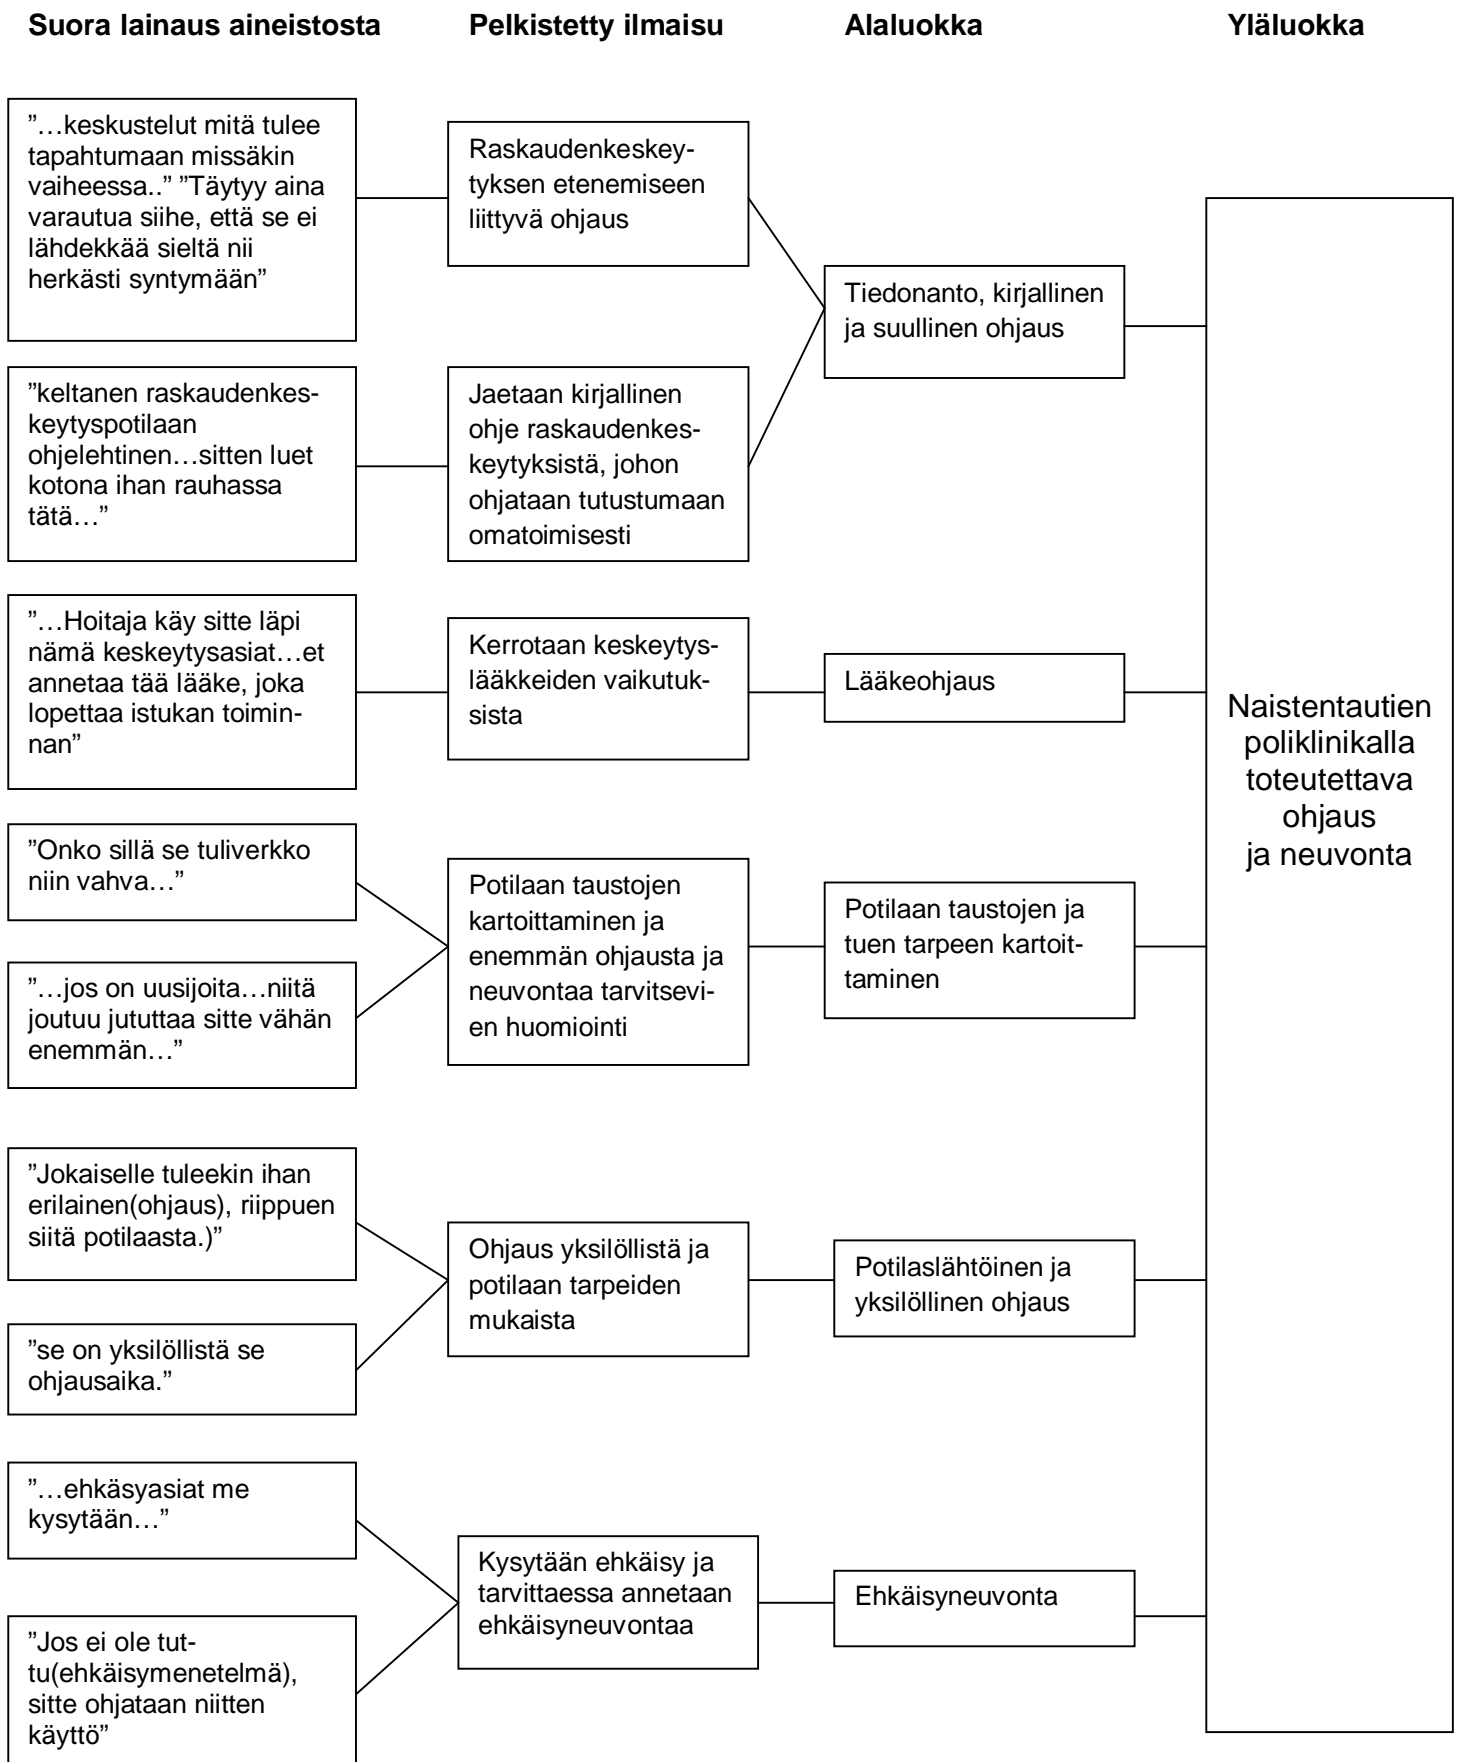 Suora lainaus aineistosta
Pelkistetty ilmaisu
Alaluokka
Yläluokka
”…keskustelut mitä tulee
tapahtumaan missäkin
vaiheessa..” ”Täytyy aina
varautua siihe, että se ei
lähdekkää sieltä nii
herkästi syntymään”
Raskaudenkeskey-
tyksen etenemiseen
liittyvä ohjaus
Tiedonanto, kirjallinen
ja suullinen ohjaus
”keltanen raskaudenkes-
keytyspotilaan
ohjelehtinen…sitten luet
kotona ihan rauhassa
tätä…”
Jaetaan kirjallinen
ohje raskaudenkes-
keytyksistä, johon
ohjataan tutustumaan
omatoimisesti
”…Hoitaja käy sitte läpi
nämä keskeytysasiat…et
annetaa tää lääke, joka
lopettaa istukan toimin-
nan”
Kerrotaan keskeytys-
lääkkeiden vaikutuk-
sista
Lääkeohjaus
Naistentautien
poliklinikalla
toteutettava
ohjaus
ja neuvonta
”Onko sillä se tuliverkko
niin vahva…”
”…jos on uusijoita…niitä
joutuu jututtaa sitte vähän
enemmän…”
Potilaan taustojen
kartoittaminen ja
enemmän ohjausta ja
neuvontaa tarvitsevi-
en huomiointi
Potilaan taustojen ja
tuen tarpeen kartoit-
taminen
”Jokaiselle tuleekin ihan
erilainen(ohjaus), riippuen
siitä potilaasta.)”
”se on yksilöllistä se
ohjausaika.”
Ohjaus yksilöllistä ja
potilaan tarpeiden
mukaista
Potilaslähtöinen ja
yksilöllinen ohjaus
”…ehkäsyasiat me
kysytään…”
”Jos ei ole tut-
tu(ehkäisymenetelmä),
sitte ohjataan niitten
käyttö”
Kysytään ehkäisy ja
tarvittaessa annetaan
ehkäisyneuvontaa
Ehkäisyneuvonta